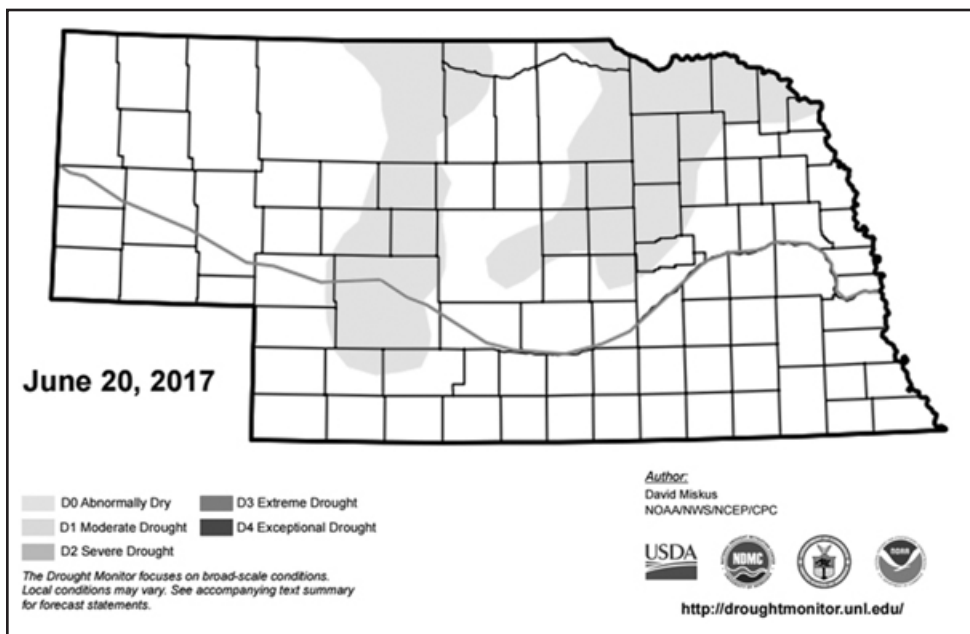 June 20, 2017
D0 Abnormally Dry
D1 Moderate Drought
D2 Severe Drought
D3 Extreme Drought
D4 Exceptional Drought
The Drought Monitor focuses on broad-scale conditions.
Local conditions may vary. See accompanying text summary
for forecast statements.
Author:
David Miskus
NOAA/NWS/NCEP/CPC
USDA
NDMC
NOAA
http://droughtmonitor.unl.edu/